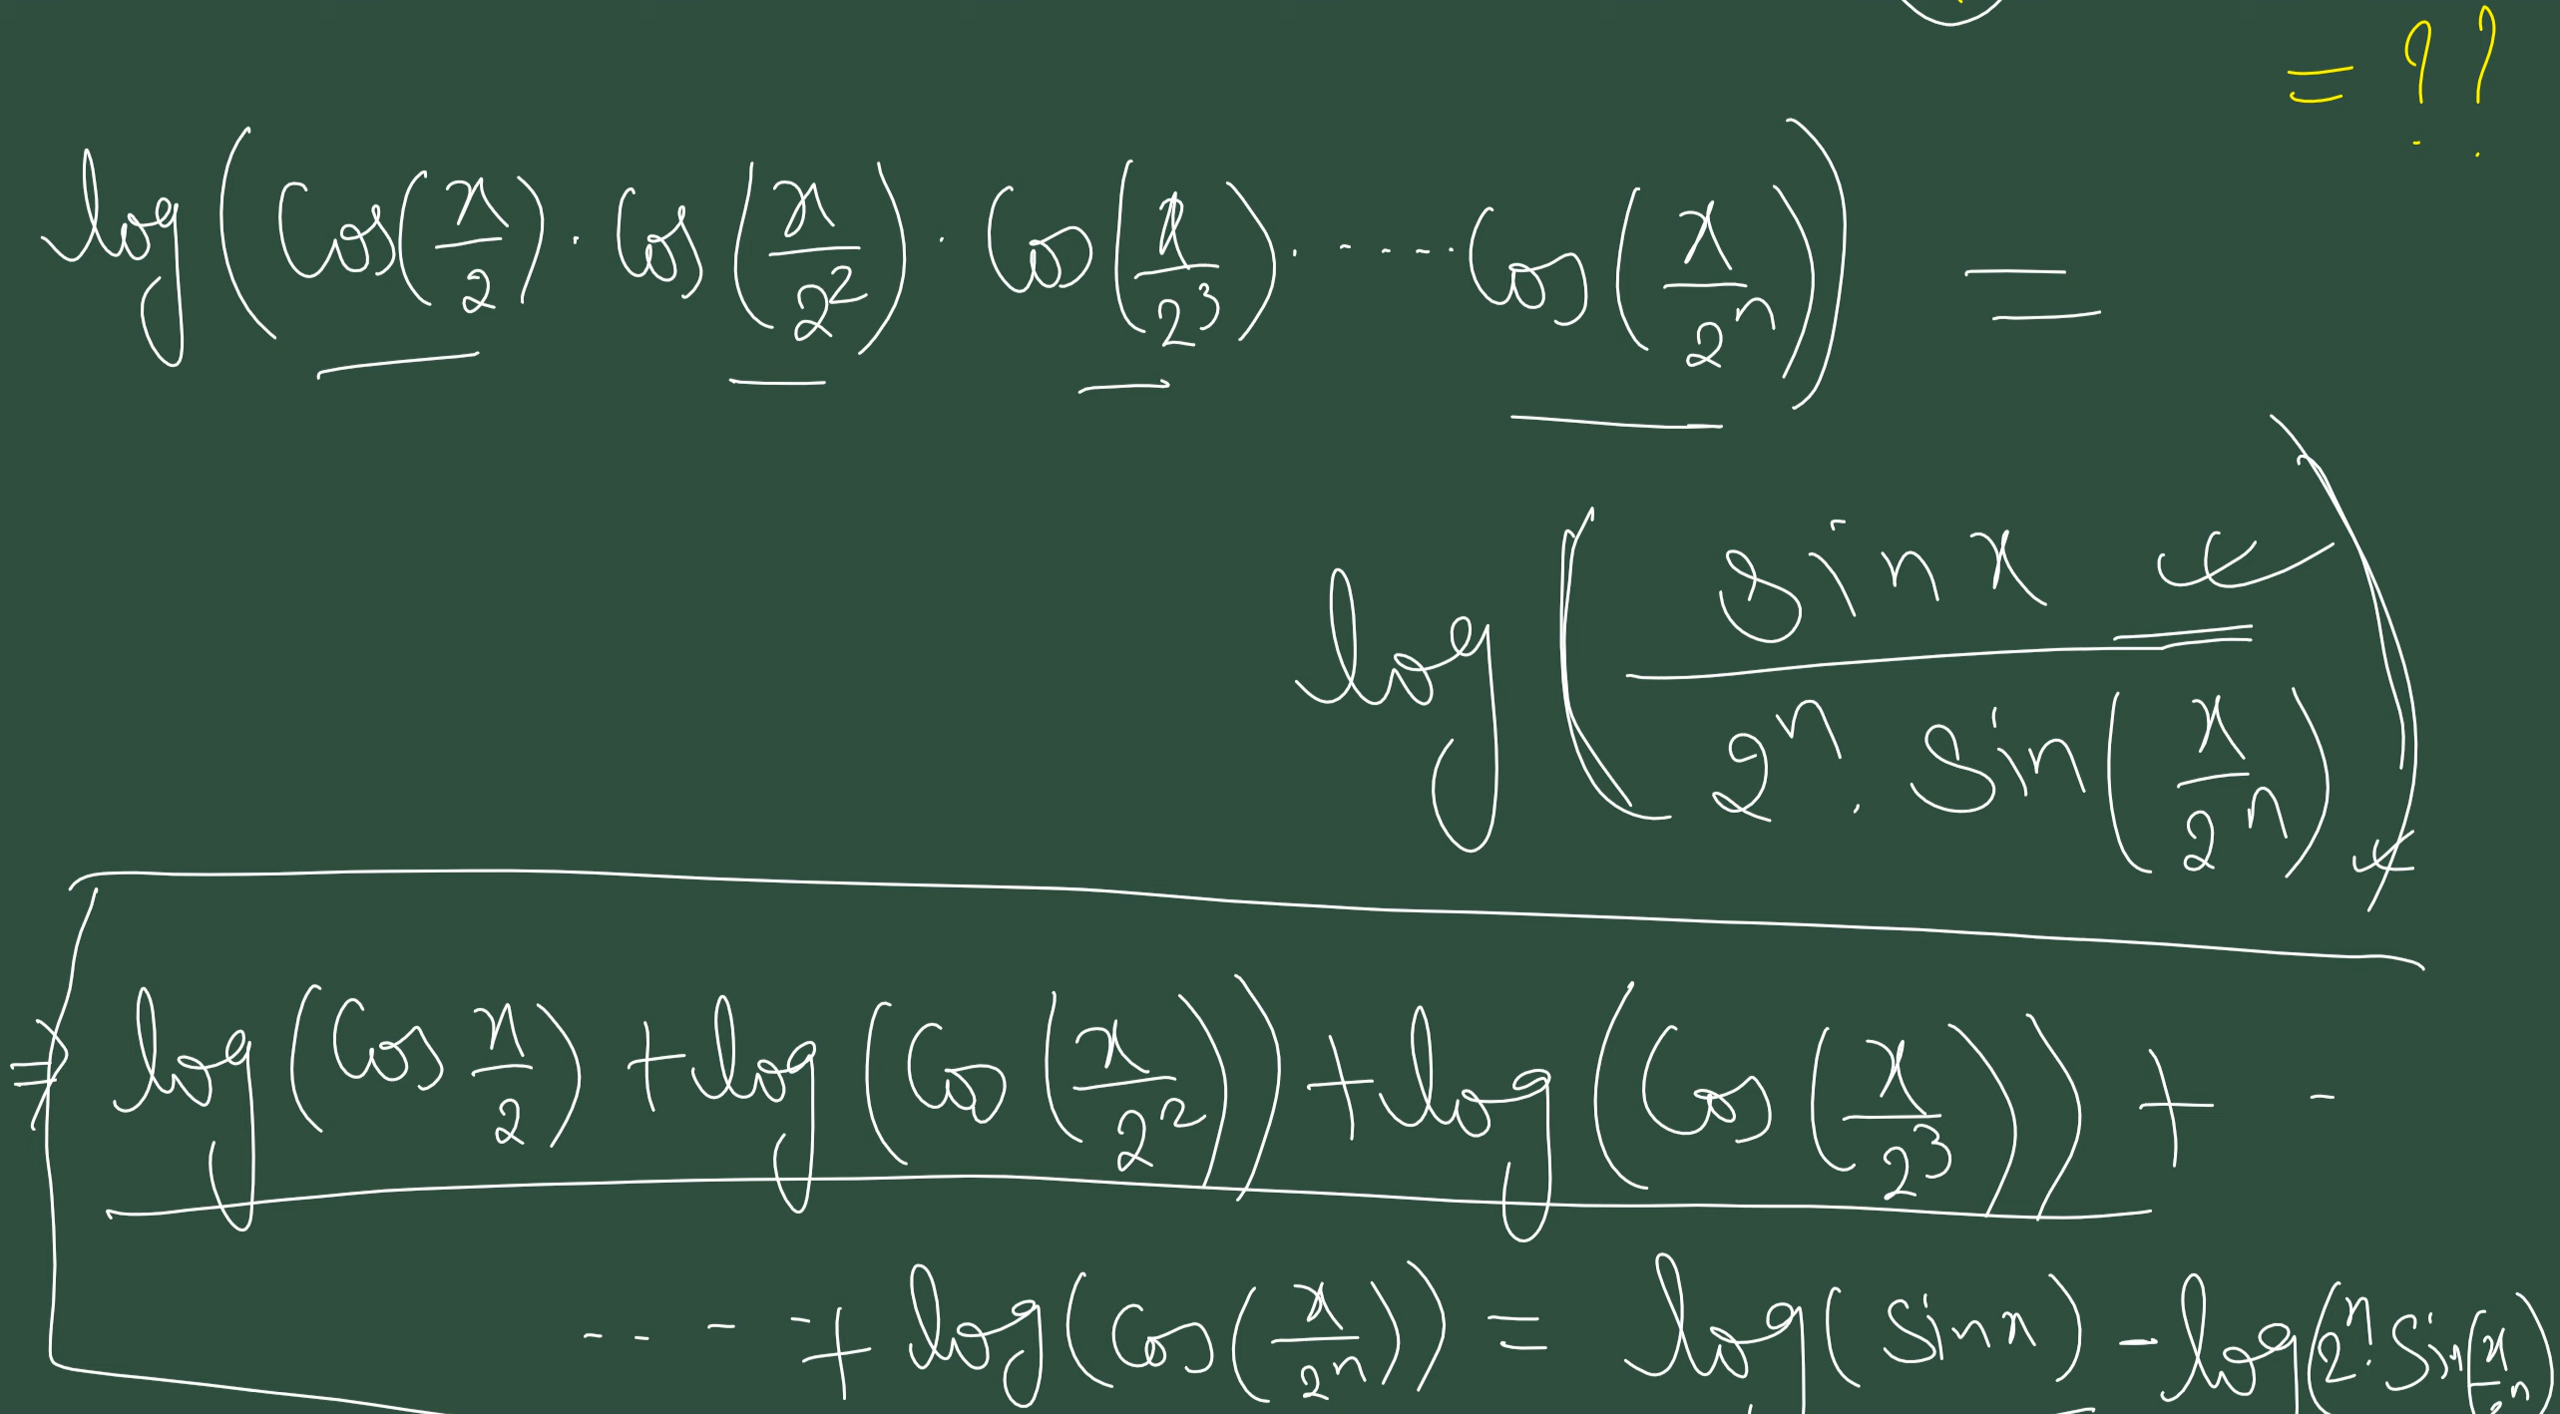 = ??
log(Cos(x/2) · Cos(x/2²) · Cos(x/2³) · ---- · Cos(x/2ⁿ)) =
log(Sin x / 2ⁿ · Sin(x/2ⁿ))
⇒ log(Cos x/2) + log(Cos(x/2²)) + log(Cos(x/2³)) + -
-- - - + log(Cos(x/2ⁿ)) = log(Sin x) - log(2ⁿ · Sin(x/2ⁿ)